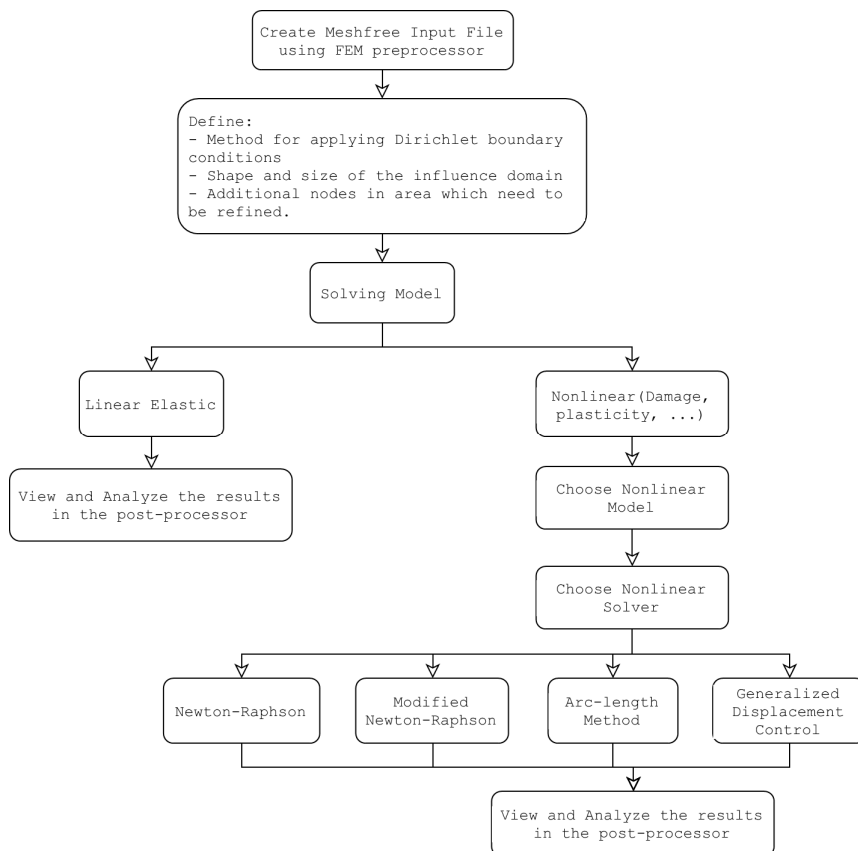 Create Meshfree Input File
using FEM preprocessor
Define:
- Method for applying Dirichlet boundary
conditions
- Shape and size of the influence domain
- Additional nodes in area which need to
be refined.
Solving Model
Linear Elastic
View and Analyze the results
in the post-processor
Nonlinear(Damage,
plasticity, ...)
Choose Nonlinear
Model
Choose Nonlinear
Solver
Newton-Raphson
Modified
Newton-Raphson
Arc-length
Method
Generalized
Displacement
Control
View and Analyze the results
in the post-processor